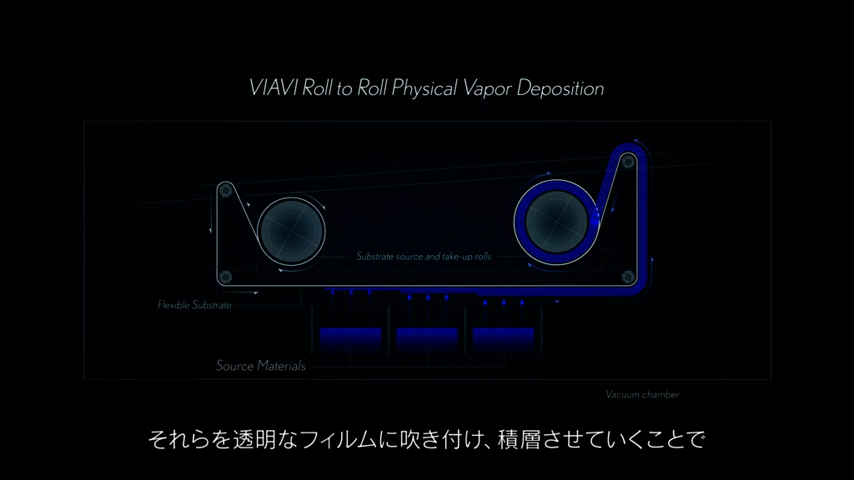 VIAVI Roll to Roll Physical Vapor Deposition
Substrate source and take-up rolls
Flexible Substrate
Source Materials
Vacuum chamber
それらを透明なフィルムに吹き付け、積層させていくことで